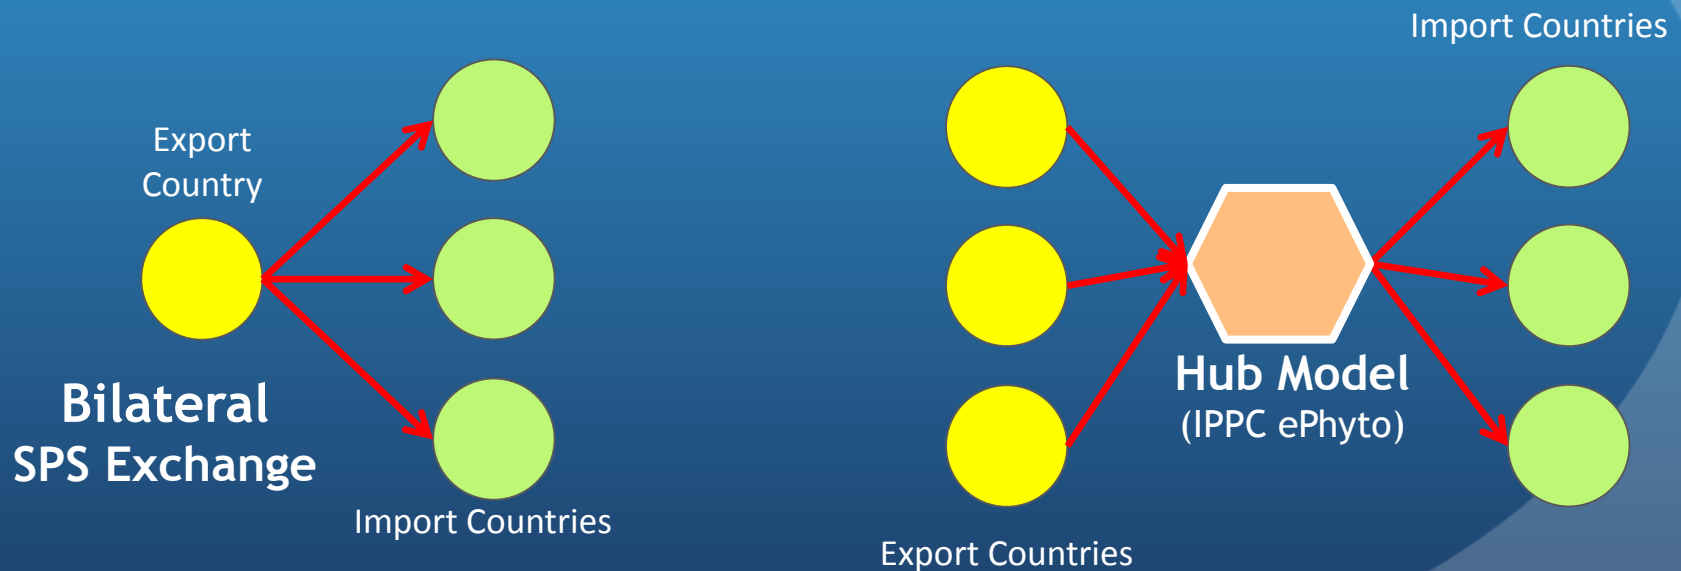 Export
Country
Bilateral
SPS Exchange
Import Countries
Import Countries
Hub Model
(IPPC ePhyto)
Export Countries